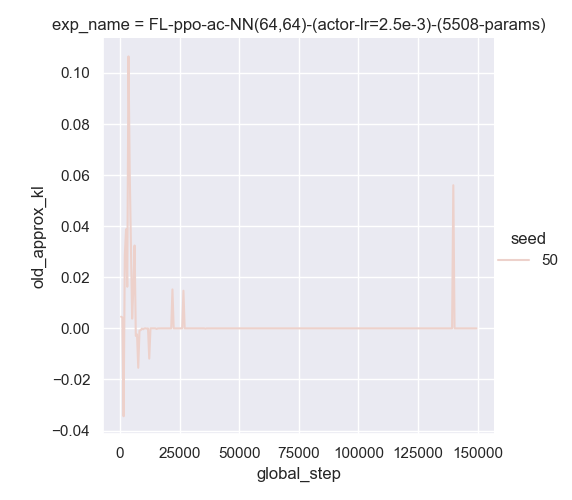 exp_name = FL-ppo-ac-NN(64,64)-(actor-lr=2.5e-3)-(5508-params)
0.10
0.08
0.06
0.04
0.02
0.00
−0.02
−0.04
old_approx_kl
seed
50
0 25000 50000 75000 100000 125000 150000
global_step